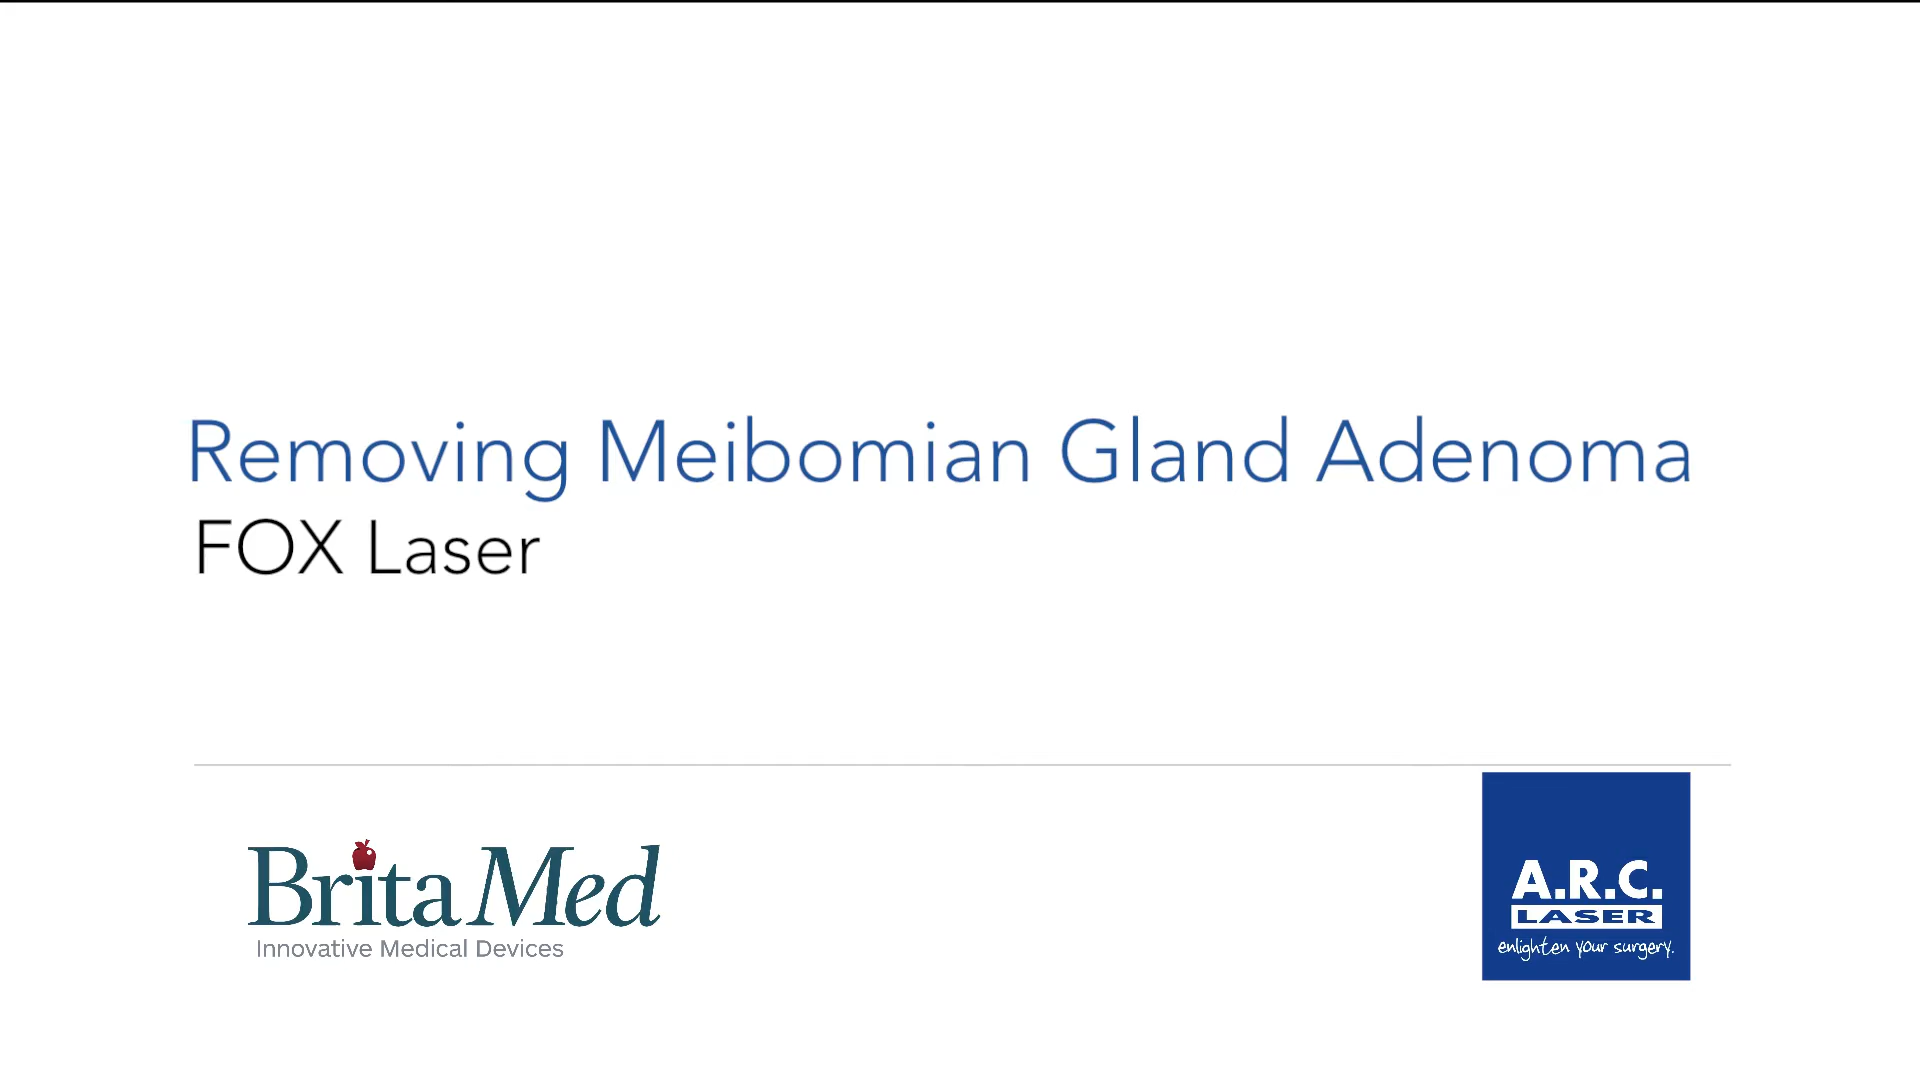 Removing Meibomian Gland Adenoma
FOX Laser
BritaMed
Innovative Medical Devices
A.R.C.
LASER
enlighten your surgery.